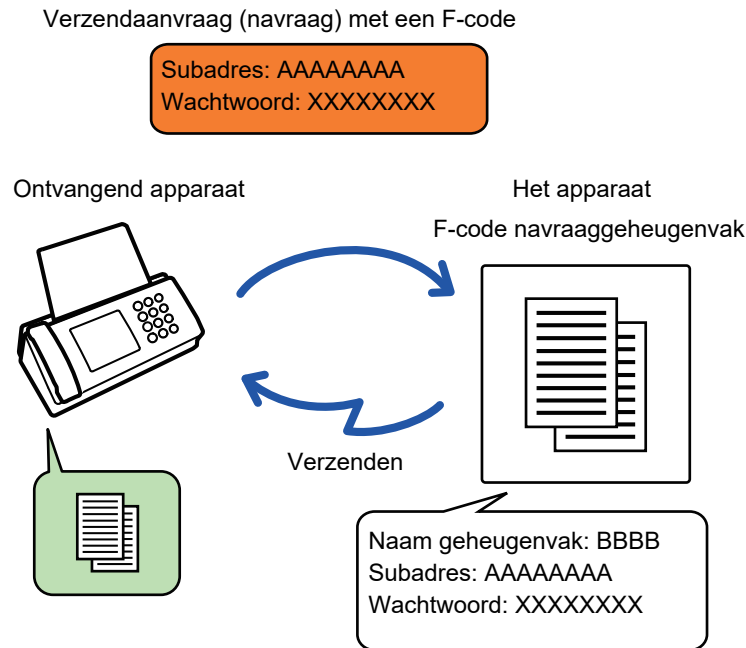 Verzendaanvraag (navraag) met een F-code
Subadres: AAAAAAAA
Wachtwoord: XXXXXXXX
Ontvangend apparaat
Het apparaat
F-code navraaggeheugenvak
Verzenden
Naam geheugenvak: BBBB
Subadres: AAAAAAAA
Wachtwoord: XXXXXXXX